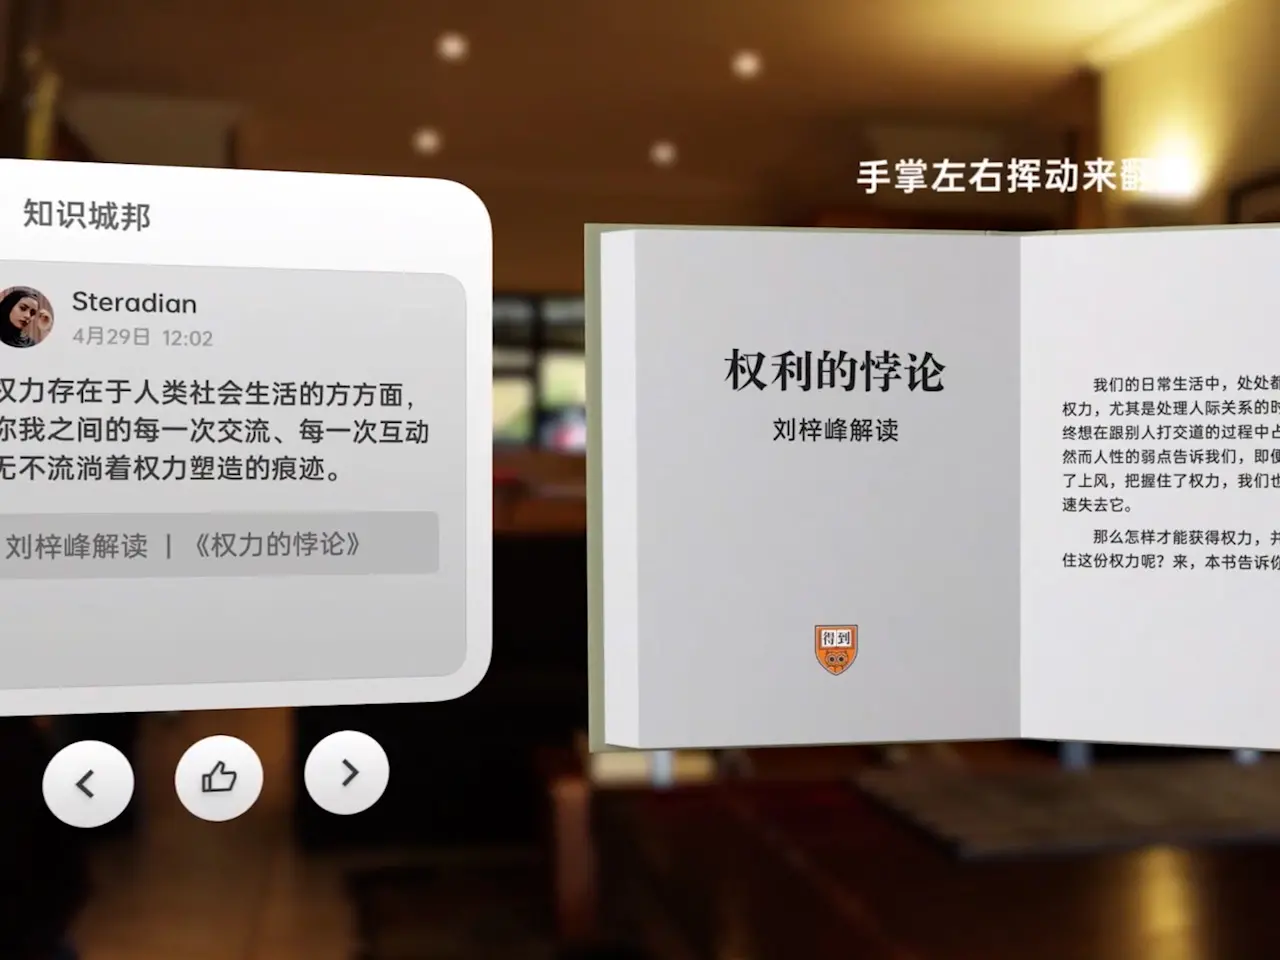 知识城邦
Steradian
4月29日 12:02
权力存在于人类社会生活的方方面，
你我之间的每一次交流、每一次互动
无不流淌着权力塑造的痕迹。
刘梓峰解读 | 《权力的悖论》
手掌左右挥动来翻
权利的悖论
刘梓峰解读
得到
我们的日常生活中，处处都
权力，尤其是处理人际关系的时
终想在跟别人打交道的过程中占
然而人性的弱点告诉我们，即便
了上风，把握住了权力，我们也
速失去它。
那么怎样才能获得权力，并
住这份权力呢？来，本书告诉你